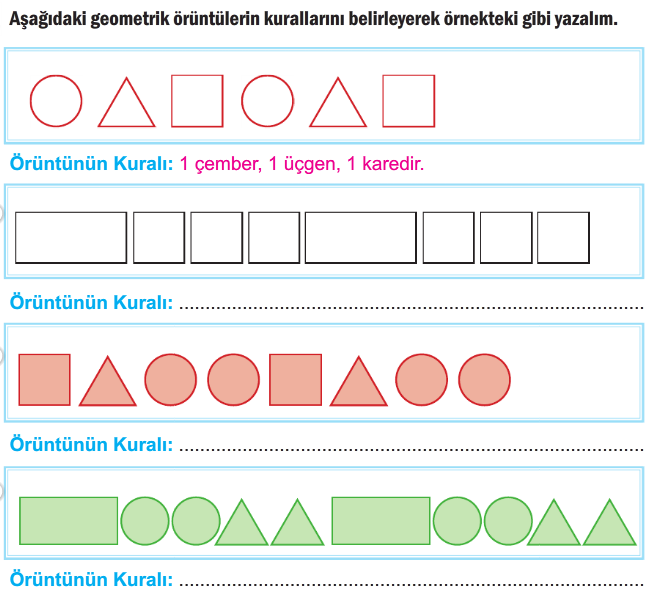 Aşağıdaki geometrik örüntülerin kurallarını belirleyerek örnekteki gibi yazalım.
Örüntünün Kuralı: 1 çember, 1 üçgen, 1 karedir.
Örüntünün Kuralı: ................................................................................
Örüntünün Kuralı: ................................................................................
Örüntünün Kuralı: ................................................................................